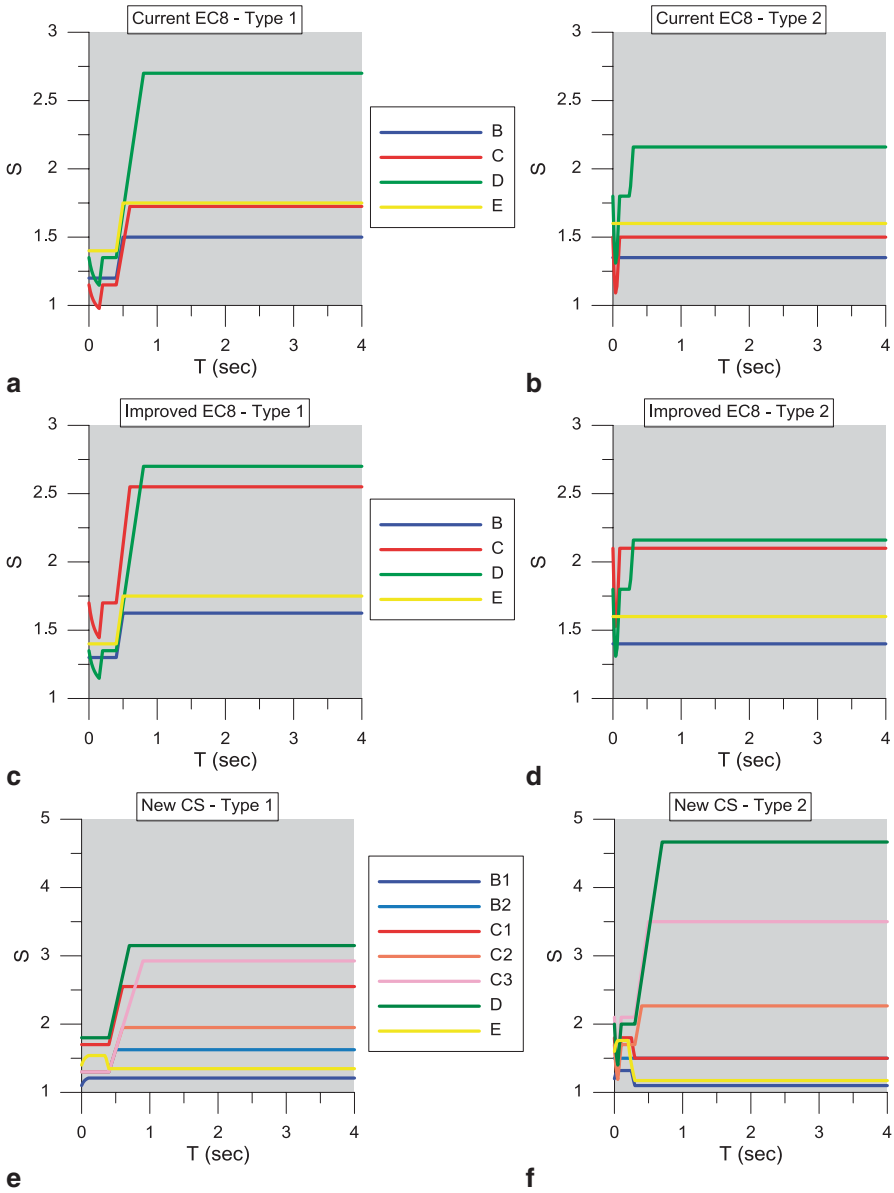 Current EC8 - Type 1
3
2.5
2
1.5
1
S
0 1 2 3 4
T (sec)
a
B
C
D
E
Current EC8 - Type 2
3
2.5
2
1.5
1
S
0 1 2 3 4
T (sec)
b
Improved EC8 - Type 1
3
2.5
2
1.5
1
S
0 1 2 3 4
T (sec)
c
B
C
D
E
Improved EC8 - Type 2
3
2.5
2
1.5
1
S
0 1 2 3 4
T (sec)
d
New CS - Type 1
5
4
3
2
1
S
0 1 2 3 4
T (sec)
e
B1
B2
C1
C2
C3
D
E
New CS - Type 2
5
4
3
2
1
S
0 1 2 3 4
T (sec)
f